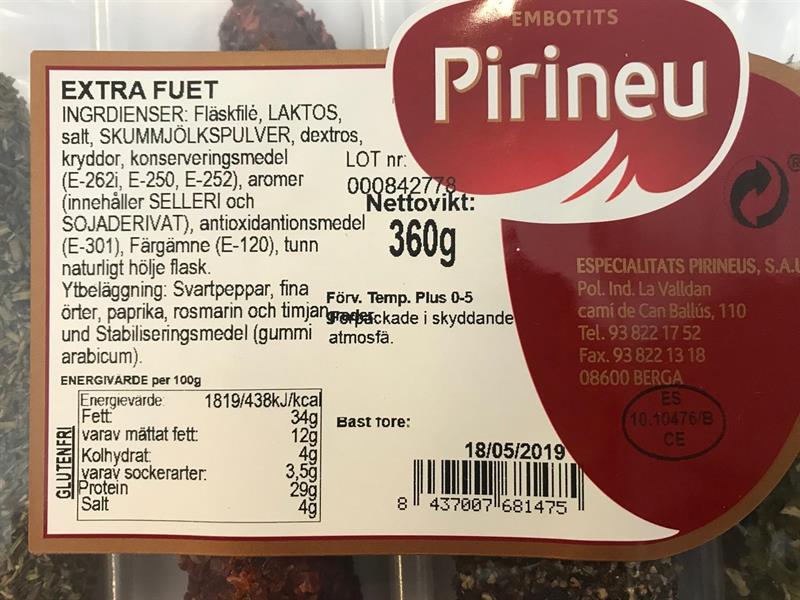 EMBOTITS
Pirineu
®
EXTRA FUET
INGRDIENSER: Fläskfilė, LAKTOS,
salt, SKUMMJÖLKSPULVER, dextros,
kryddor, konserveringsmedel
(E-262i, E-250, E-252), aromer
(innehåller SELLERI och
SOJADERIVAT), antioxidantionsmedel
(E-301), Färgämne (E-120), tunn
naturligt hölje flask.
Ytbeläggning: Svartpeppar, fina
örter, paprika, rosmarin och timjan
und Stabiliseringsmedel (gummi
arabicum).
LOT nr:
000842778
Nettovikt:
360g
Förv. Temp. Plus 0-5
grader.
Förpackade i skyddande
atmosfä.
ENERGIVÄRDE per 100g
Energievärde: 1819/438kJ/kcal
Fett: 34g
varav mättat fett: 12g
Kolhydrat: 4g
varav sockerarter: 3,5g
Protein 29g
Salt 4g
GLUTENFRI
Bäst före:
18/05/2019
8 437007 681475
ESPECIALITATS PIRINEUS, S.A.U
Pol. Ind. La Valldan
camí de Can Ballús, 110
Tel. 93 822 17 52
Fax. 93 822 13 18
08600 BERGA
ES
10.10476/B
CE